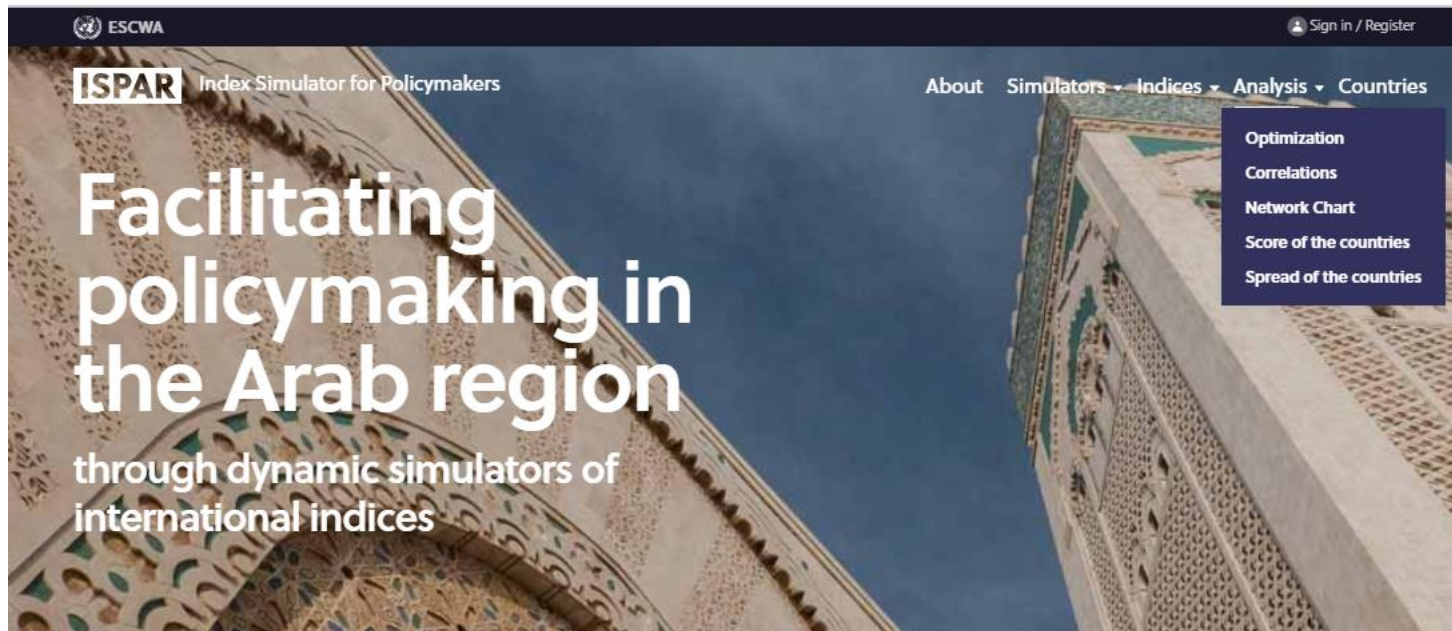 ESCWA
Sign in / Register
ISPAR Index Simulator for Policymakers
About Simulators Indices Analysis Countries
Optimization
Correlations
Network Chart
Score of the countries
Spread of the countries
Facilitating
policymaking in
the Arab region
through dynamic simulators of
international indices